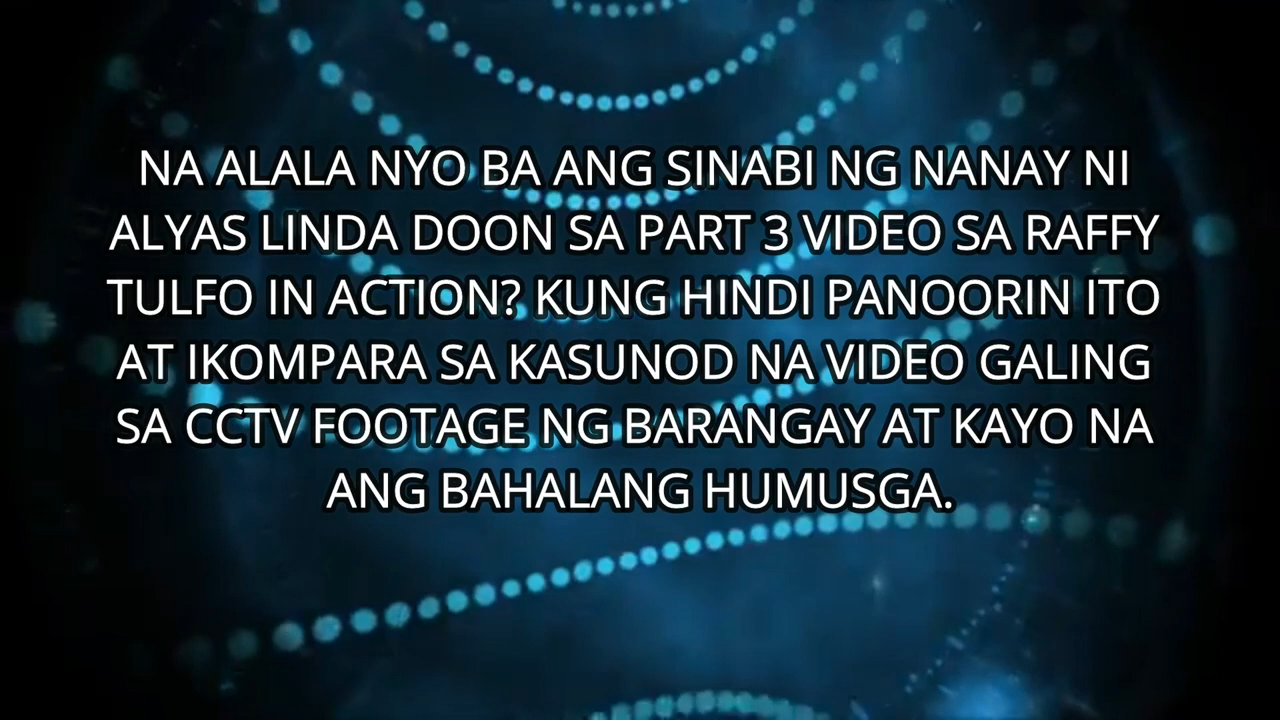 NA ALALA NYO BA ANG SINABI NG NANAY NI
ALYAS LINDA DOON SA PART 3 VIDEO SA RAFFY
TULFO IN ACTION? KUNG HINDI PANOORIN ITO
AT IKOMPARA SA KASUNOD NA VIDEO GALING
SA CCTV FOOTAGE NG BARANGAY AT KAYO NA
ANG BAHALANG HUMUSGA.